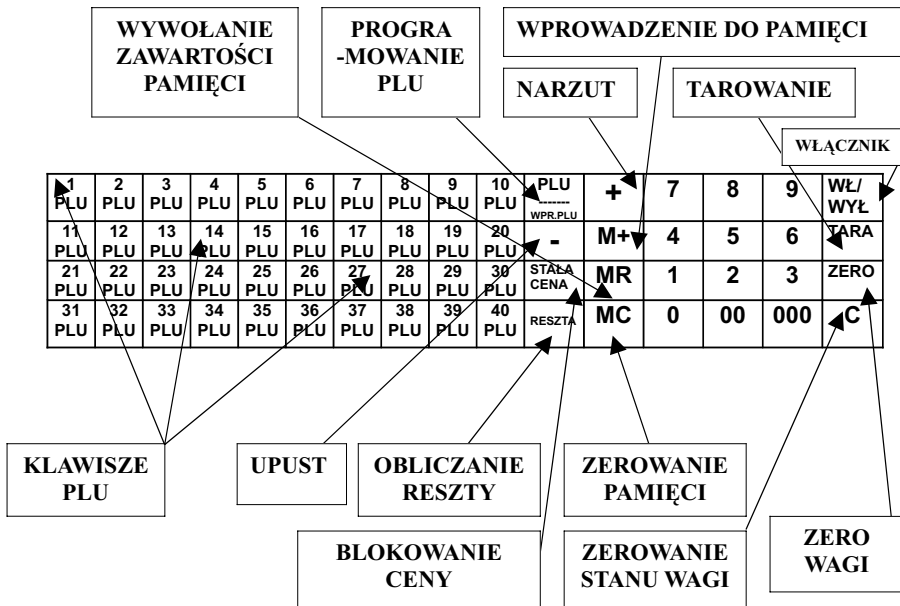 WYWOŁANIE
ZAWARTOŚCI
PAMIĘCI
PROGRA
-MOWANIE
PLU
WPROWADZENIE DO PAMIĘCI
NARZUT
TAROWANIE
WŁĄCZNIK
1 2 3 4 5 6 7 8 9 10 PLU + 7 8 9 WŁ/
PLU PLU PLU PLU PLU PLU PLU PLU PLU PLU ------- WYŁ
WPR.PLU
11 12 13 14 15 16 17 18 19 20 - M+ 4 5 6 TARA
PLU PLU PLU PLU PLU PLU PLU PLU PLU PLU
21 22 23 24 25 26 27 28 29 30 STAŁA MR 1 2 3 ZERO
PLU PLU PLU PLU PLU PLU PLU PLU PLU PLU CENA
31 32 33 34 35 36 37 38 39 40 RESZTA MC 0 00 000 C
PLU PLU PLU PLU PLU PLU PLU PLU PLU PLU
KLAWISZE
PLU
UPUST
OBLICZANIE
RESZTY
ZEROWANIE
PAMIĘCI
BLOKOWANIE
CENY
ZEROWANIE
STANU WAGI
ZERO
WAGI